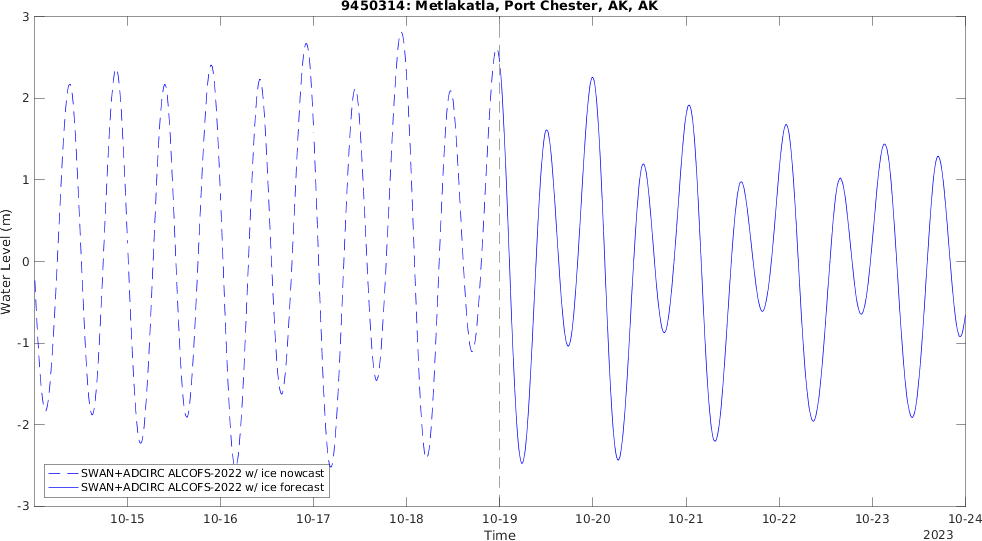 9450314: Metlakatla, Port Chester, AK, AK
3
2
1
0
-1
-2
-3
Water Level (m)
SWAN+ADCIRC ALCOFS-2022 w/ ice nowcast
SWAN+ADCIRC ALCOFS-2022 w/ ice forecast
10-15 10-16 10-17 10-18 10-19 10-20 10-21 10-22 10-23 10-24
Time
2023